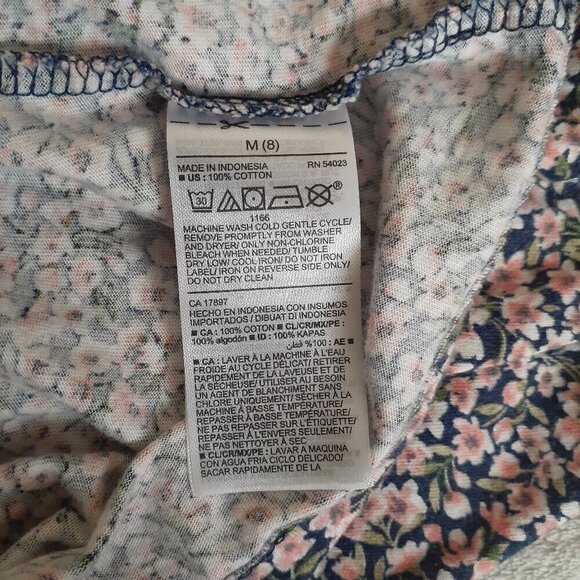 M (8)
MADE IN INDONESIA RN 54023
■ US : 100% COTTON
30 ®
1166
MACHINE WASH COLD GENTLE CYCLE/
REMOVE PROMPTLY FROM WASHER
AND DRYER/ ONLY NON-CHLORINE
BLEACH WHEN NEEDED/ TUMBLE
DRY LOW/ COOL IRON/ DO NOT IRON
LABEL/ IRON ON REVERSE SIDE ONLY/
DO NOT DRY CLEAN
CA 17897
HECHO EN INDONESIA CON INSUMOS
IMPORTADOS / DIBUAT DI INDONESIA
■ CA : 100% COTON ■ CL/CR/MX/PE :
100% algodón ■ ID : 100% KAPAS
■ AE : 100% قطن
■ CA : LAVER À LA MACHINE À L'EAU
FROIDE AU CYCLE DÉLICAT/ RETIRER
RAPIDEMENT DE LA LAVEUSE ET DE
LA SÉCHEUSE/ UTILISER AU BESOIN
UN AGENT DE BLANCHIMENT SANS
CHLORE UNIQUEMENT/ SÉCHER À LA
MACHINE À BASSE TEMPÉRATURE/
REPASSER À BASSE TEMPÉRATURE/
REPASSER À L'ENVERS SEULEMENT/
NE PAS NETTOYER À SEC
■ CL/CR/MX/PE : LAVAR A MAQUINA
CON AGUA FRIA CICLO DELICADO/
SACAR RAPIDAMENTE DE LA